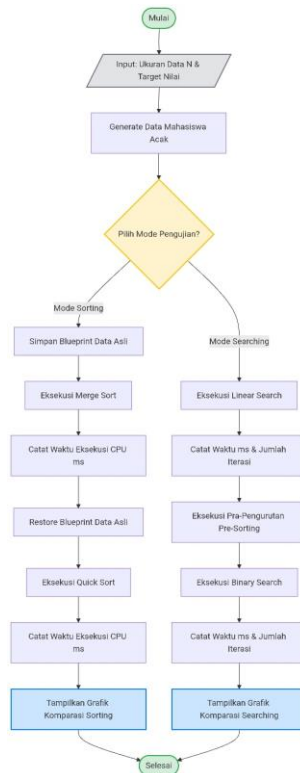 Mulai
Input: Ukuran Data N &
Target Nilai
Generate Data Mahasiswa
Acak
Pilih Mode Pengujian?
Mode Sorting
Simpan Blueprint Data Asli
Eksekusi Merge Sort
Catat Waktu Eksekusi CPU
ms
Restore Blueprint Data Asli
Eksekusi Quick Sort
Catat Waktu Eksekusi CPU
ms
Tampilkan Grafik
Komparasi Sorting
Mode Searching
Eksekusi Linear Search
Catat Waktu ms & Jumlah
Iterasi
Eksekusi Pra-Pengurutan
Pre-Sorting
Eksekusi Binary Search
Catat Waktu ms & Jumlah
Iterasi
Tampilkan Grafik
Komparasi Searching
Selesai